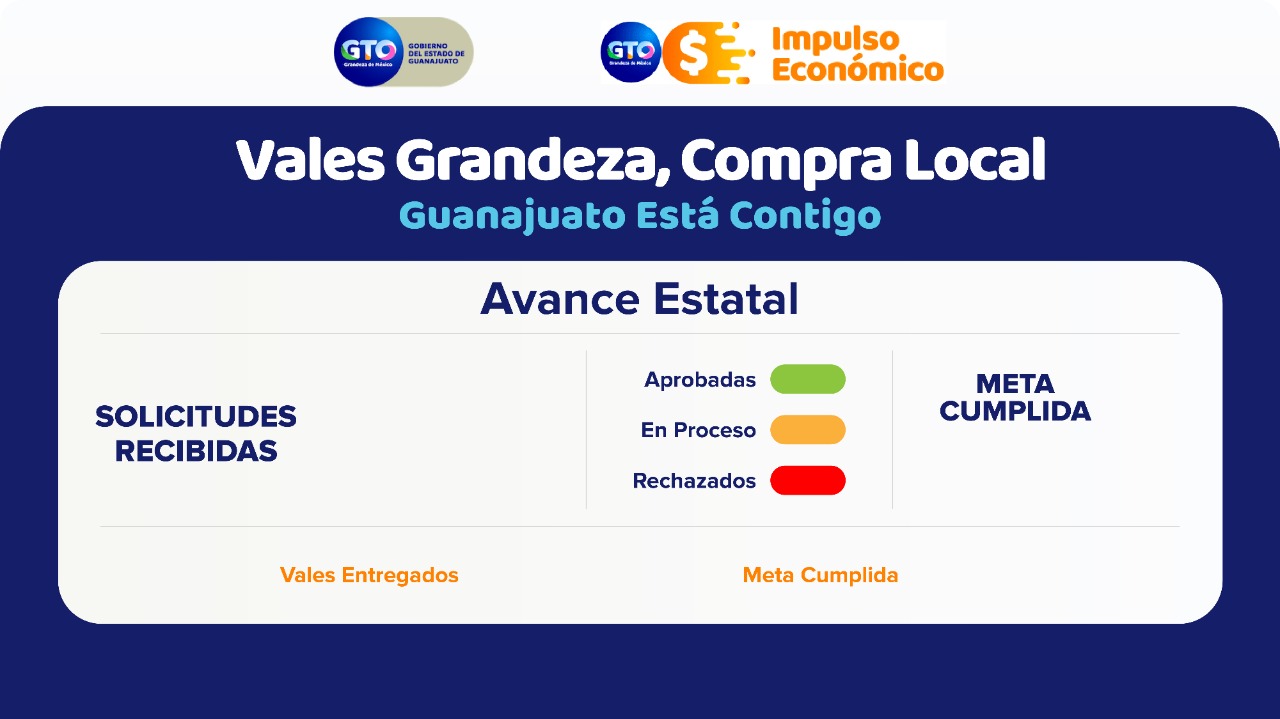 GTO
Grandeza de México
GOBIERNO
DEL ESTADO DE
GUANAJUATO
GTO
Grandeza de México
$
Impulso
Económico
Vales Grandeza, Compra Local
Guanajuato Está Contigo
Avance Estatal
SOLICITUDES
RECIBIDAS
Aprobadas
En Proceso
Rechazados
META
CUMPLIDA
Vales Entregados
Meta Cumplida